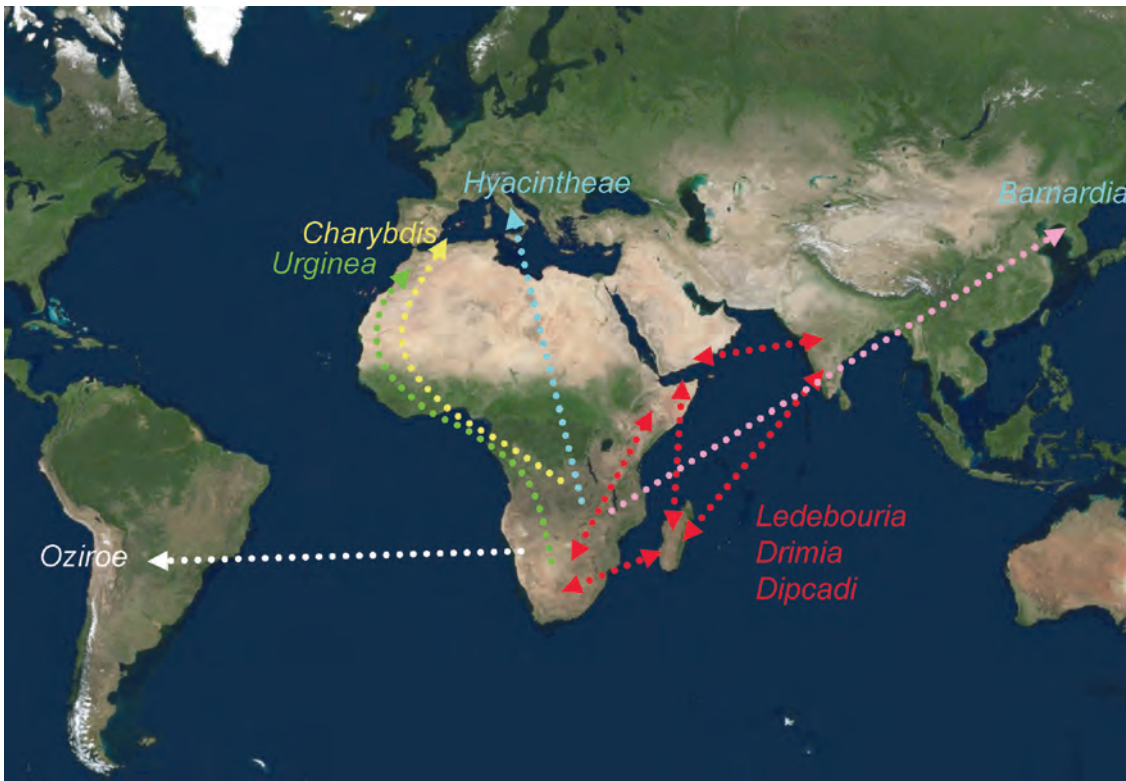 Hyacintheae
Barnardia
Charybdis
Urginea
Oziroe
Ledebouria
Drimia
Dipcadi